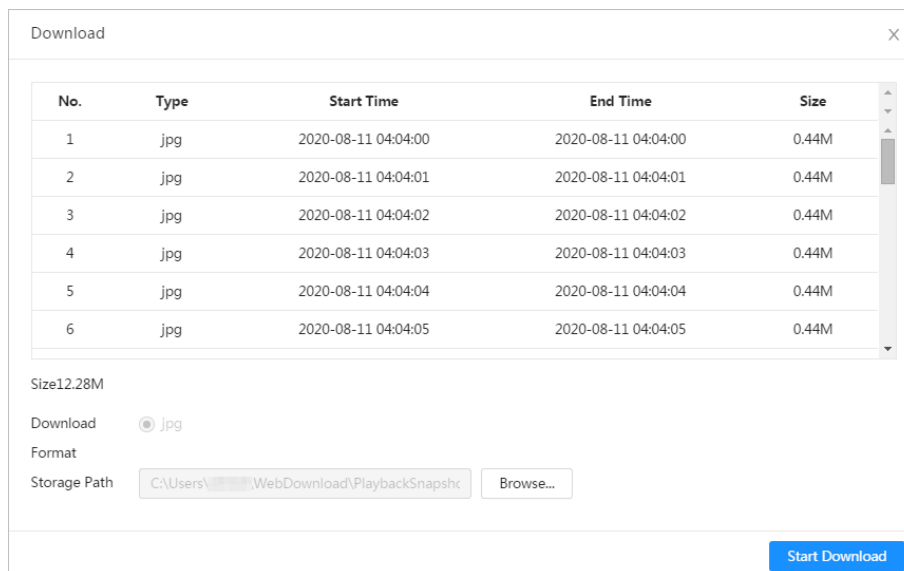 Download
No. Type Start Time End Time Size
1 jpg 2020-08-11 04:04:00 2020-08-11 04:04:00 0.44M
2 jpg 2020-08-11 04:04:01 2020-08-11 04:04:01 0.44M
3 jpg 2020-08-11 04:04:02 2020-08-11 04:04:02 0.44M
4 jpg 2020-08-11 04:04:03 2020-08-11 04:04:03 0.44M
5 jpg 2020-08-11 04:04:04 2020-08-11 04:04:04 0.44M
6 jpg 2020-08-11 04:04:05 2020-08-11 04:04:05 0.44M
Size12.28M
Download jpg
Format
Storage Path C:\Users\ WebDownload\PlaybackSnapsho Browse...
Start Download